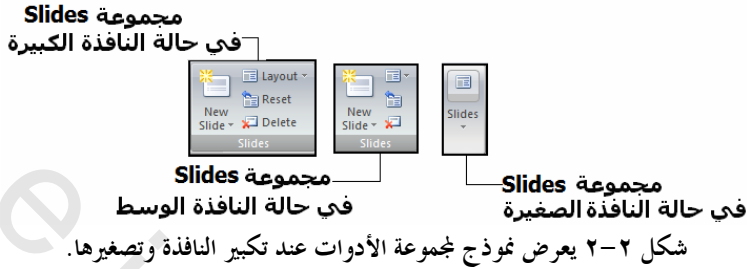 مجموعة Slides
في حالة النافذة الكبيرة
Layout
Reset
New
Slide
Delete
Slides
New
Slide
Slides
Slides
مجموعة Slides
في حالة النافذة الوسط
مجموعة Slides
في حالة النافذة الصغيرة
شكل ٢-٢ يعرض نموذج لمجموعة الأدوات عند تكبير النافذة وتصغيرها.